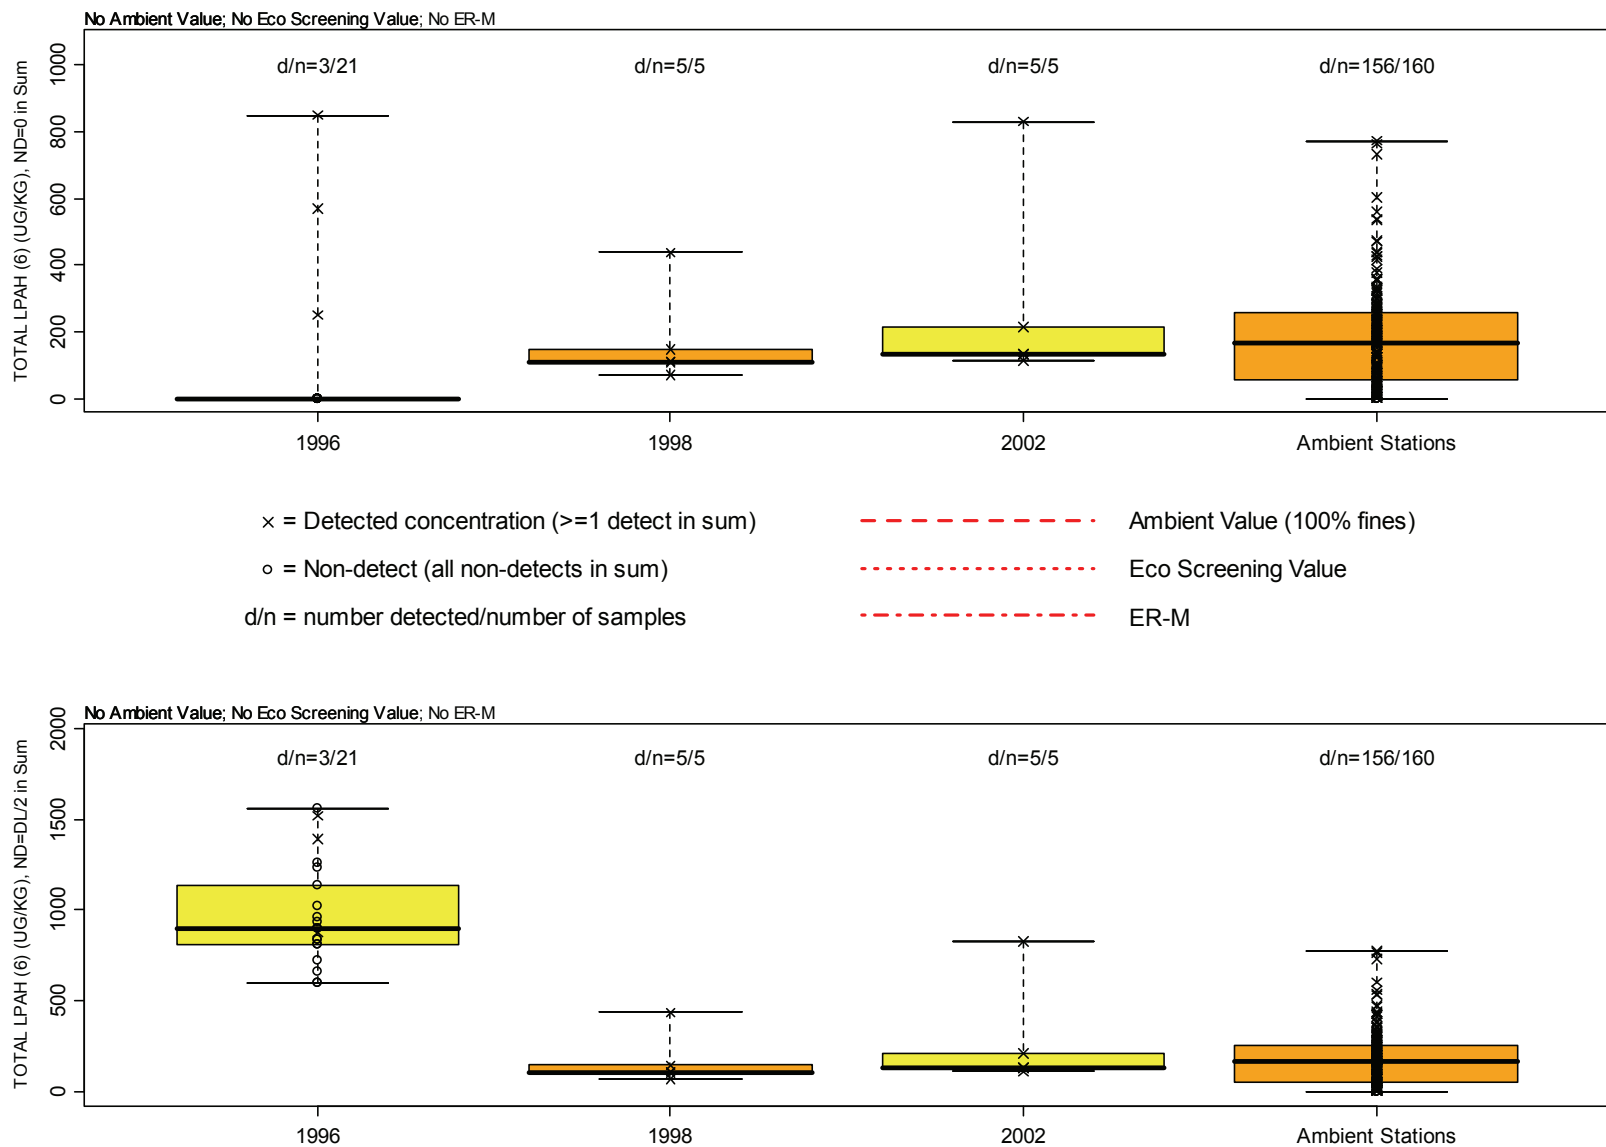 No Ambient Value; No Eco Screening Value; No ER-M
TOTAL LPAH (6) (UG/KG), ND=0 in Sum
1000
800
600
400
200
0
d/n=3/21 d/n=5/5 d/n=5/5 d/n=156/160
1996 1998 2002 Ambient Stations
× = Detected concentration (>=1 detect in sum) Ambient Value (100% fines)
o = Non-detect (all non-detects in sum) Eco Screening Value
d/n = number detected/number of samples ER-M
No Ambient Value; No Eco Screening Value; No ER-M
TOTAL LPAH (6) (UG/KG), ND=DL/2 in Sum
2000
1500
1000
500
0
d/n=3/21 d/n=5/5 d/n=5/5 d/n=156/160
1996 1998 2002 Ambient Stations